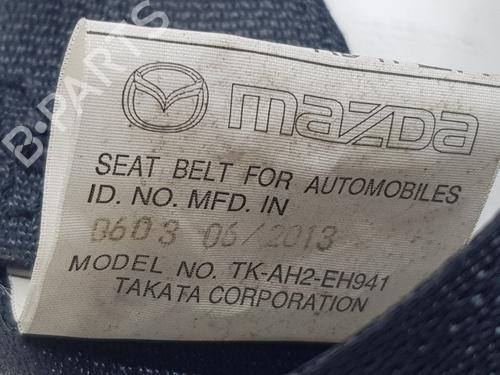 mazda
SEAT BELT FOR AUTOMOBILES
ID. NO. MFD. IN
0603 06/2013
MODEL NO. TK-AH2-EH941
TAKATA CORPORATION
B-PARTS